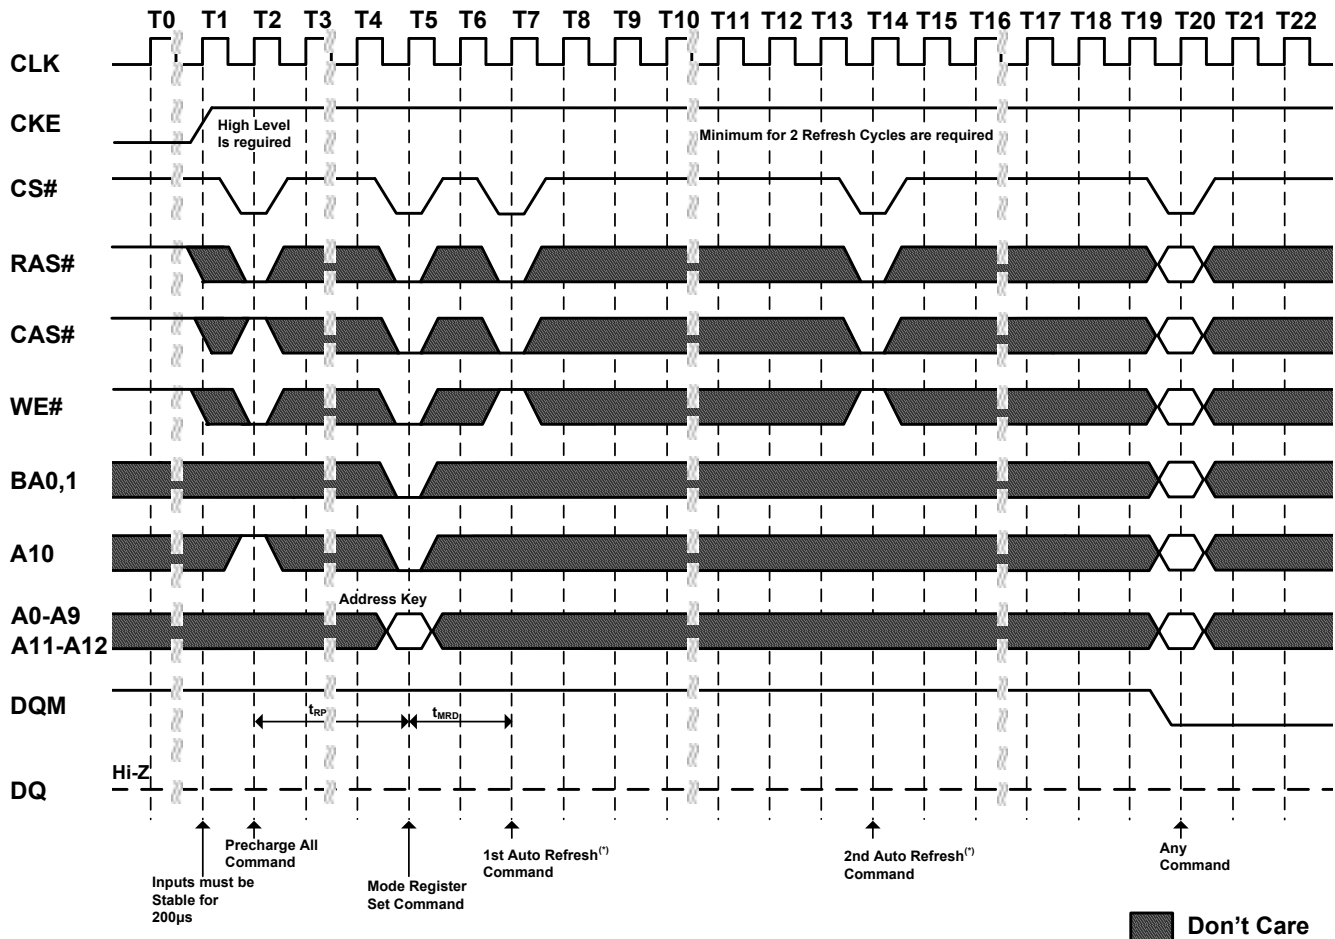 T0 T1 T2 T3 T4 T5 T6 T7 T8 T9 T10 T11 T12 T13 T14 T15 T16 T17 T18 T19 T20 T21 T22
CLK
CKE
High Level
Is reguired
Minimum for 2 Refresh Cycles are required
CS#
RAS#
CAS#
WE#
BA0,1
A10
Address Key
A0-A9
A11-A12
DQM
tRP
tMRD
Hi-Z
DQ
Inputs must be
Stable for
200µs
Precharge All
Command
Mode Register
Set Command
1st Auto Refresh(*)
Command
2nd Auto Refresh(*)
Command
Any
Command
Don't Care